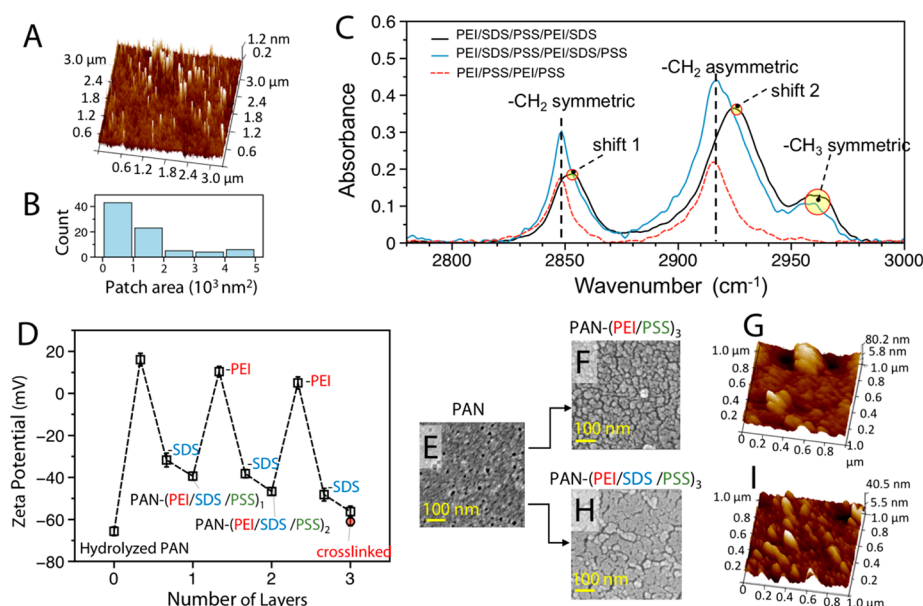 A
1.2 nm
0.2
3.0 μm
2.4
1.8
1.2
0.6
3.0 μm
2.4
1.2
0.6
0.6
1.2
1.8
2.4
3.0 μm
B
Count
50
25
0
0
1
2
3
4
5
Patch area (10³ nm²)
C
PEI/SDS/PSS/PEI/SDS
PEI/SDS/PSS/PEI/SDS/PSS
PEI/PSS/PEI/PSS
-CH₂ symmetric
-CH₂ asymmetric
shift 1
shift 2
-CH₃ symmetric
Absorbance
0.6
0.5
0.4
0.3
0.2
0.1
0
2800
2850
2900
2950
3000
Wavenumber (cm⁻¹)
D
Zeta Potential (mV)
20
0
−20
−40
−60
−80
-PEI
-PEI
-SDS
-SDS
-SDS
PAN-(PEI/SDS /PSS)₁
PAN-(PEI/SDS /PSS)₂
Hydrolyzed PAN
crosslinked
0
1
2
3
Number of Layers
PAN
E
100 nm
PAN-(PEI/PSS)₃
F
100 nm
PAN-(PEI/SDS /PSS)₃
H
100 nm
G
80.2 nm
5.8 nm
1.0 μm
1.0 μm
0.8
0.6
0.4
0.2
0.8
0.6
0.4
0.2
0.2
0.4
0.6
0.8
1.0
μm
I
40.5 nm
5.5 nm
1.0 μm
1.0 μm
0.8
0.6
0.4
0.2
0.8
0.6
0.4
0.2
0.2
0.4
0.6
0.8
1.0 μm